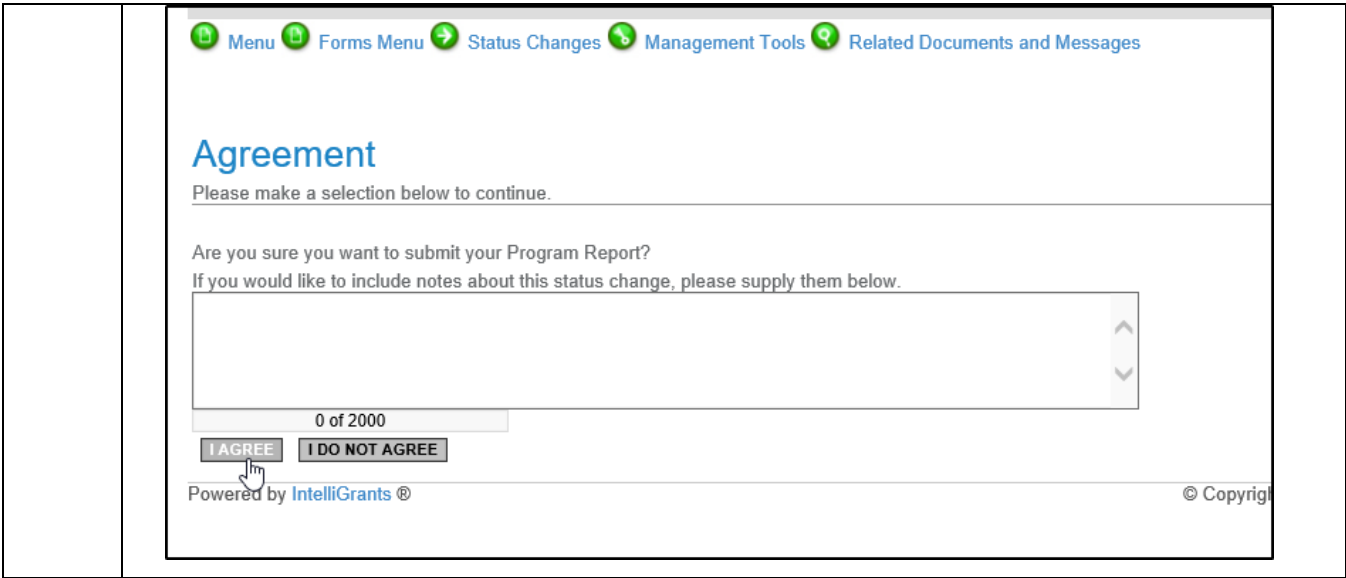 Menu Forms Menu Status Changes Management Tools Related Documents and Messages
Agreement
Please make a selection below to continue.
Are you sure you want to submit your Program Report?
If you would like to include notes about this status change, please supply them below.
0 of 2000
I AGREE I DO NOT AGREE
Powered by IntelliGrants ® © Copyrigh